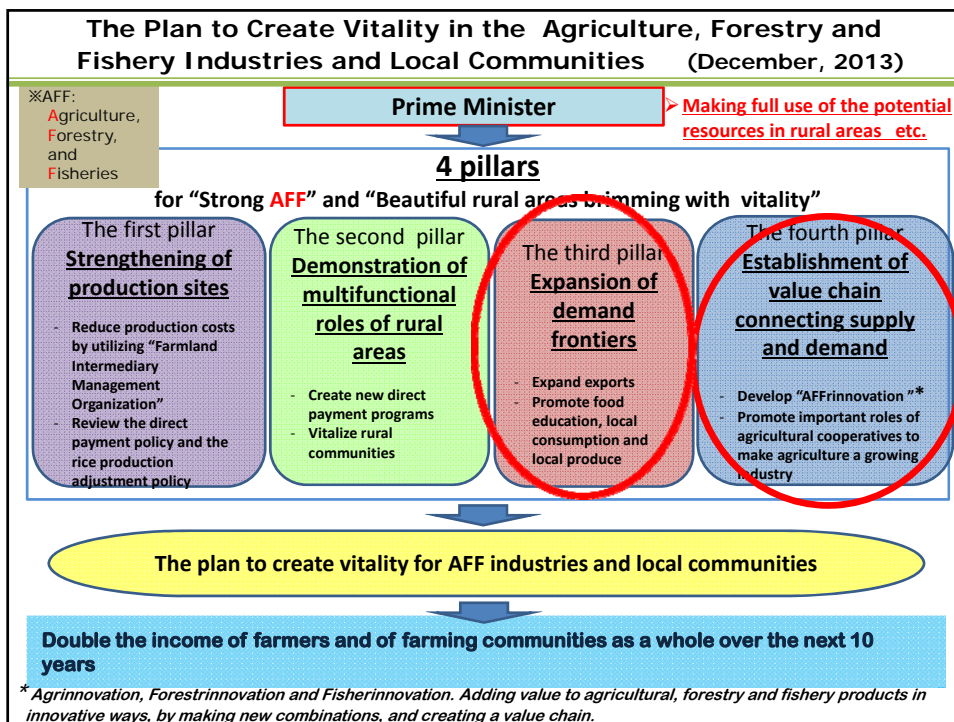 The Plan to Create Vitality in the Agriculture, Forestry and
Fishery Industries and Local Communities (December, 2013)
※AFF:
Agriculture,
Forestry,
and
Fisheries
Prime Minister
➢ Making full use of the potential
resources in rural areas etc.
4 pillars
for “Strong AFF” and “Beautiful rural areas brimming with vitality”
The first pillar
Strengthening of
production sites
- Reduce production costs
by utilizing “Farmland
Intermediary
Management
Organization”
- Review the direct
payment policy and the
rice production
adjustment policy
The second pillar
Demonstration of
multifunctional
roles of rural
areas
- Create new direct
payment programs
- Vitalize rural
communities
The third pillar
Expansion of
demand
frontiers
- Expand exports
- Promote food
education, local
consumption and
local produce
The fourth pillar
Establishment of
value chain
connecting supply
and demand
- Develop “AFFrinnovation ”*
- Promote important roles of
agricultural cooperatives to
make agriculture a growing
industry
The plan to create vitality for AFF industries and local communities
Double the income of farmers and of farming communities as a whole over the next 10
years
* Agrinnovation, Forestrinnovation and Fisherinnovation. Adding value to agricultural, forestry and fishery products in
innovative ways, by making new combinations, and creating a value chain.